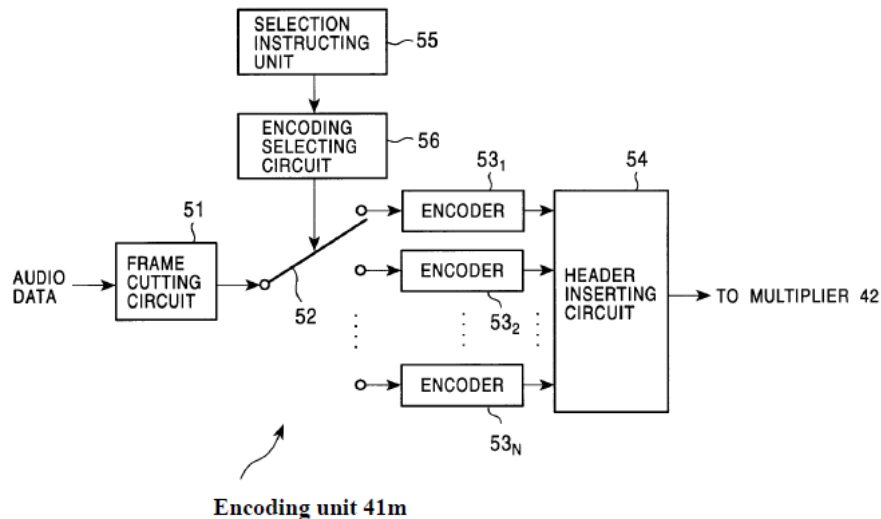 SELECTION
INSTRUCTING
UNIT
55
ENCODING
SELECTING
CIRCUIT
56
51
FRAME
CUTTING
CIRCUIT
AUDIO
DATA
52
53₁
ENCODER
ENCODER
53₂
ENCODER
53N
54
HEADER
INSERTING
CIRCUIT
TO MULTIPLIER 42
Encoding unit 41m